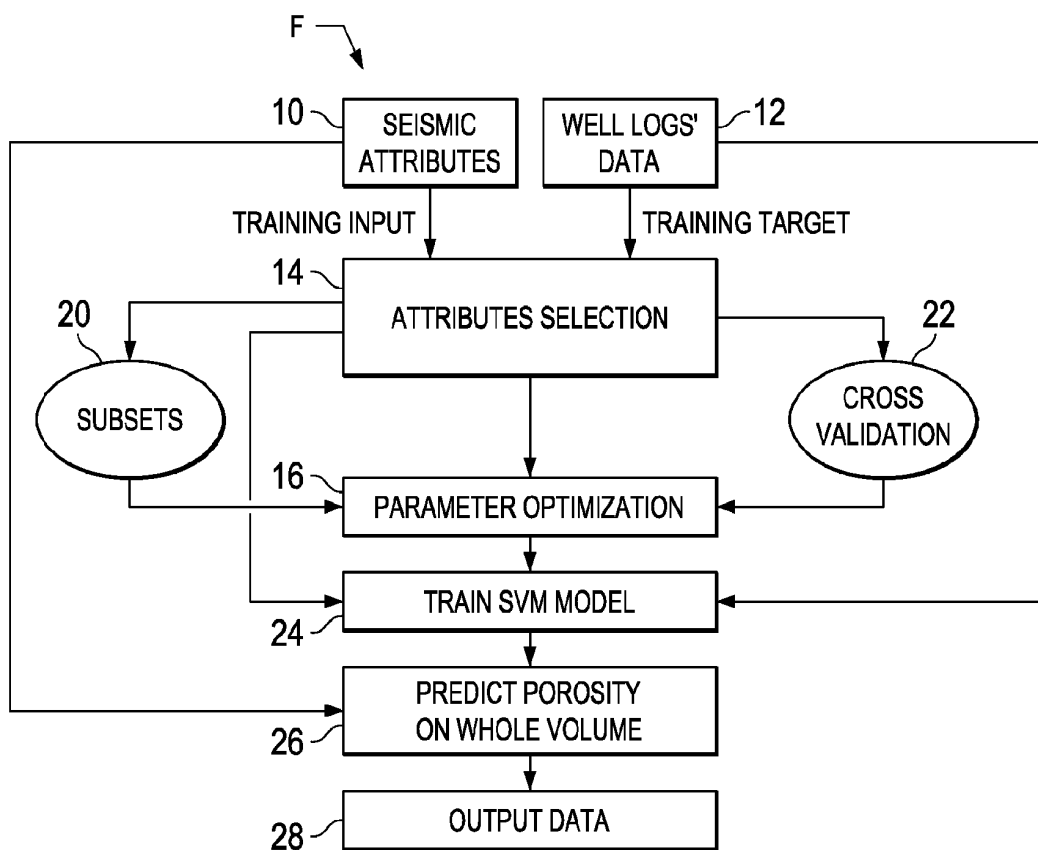 F
10
SEISMIC
ATTRIBUTES
WELL LOGS'
DATA
12
TRAINING INPUT
TRAINING TARGET
14
ATTRIBUTES SELECTION
20
SUBSETS
22
CROSS
VALIDATION
16
PARAMETER OPTIMIZATION
TRAIN SVM MODEL
24
PREDICT POROSITY
ON WHOLE VOLUME
26
OUTPUT DATA
28